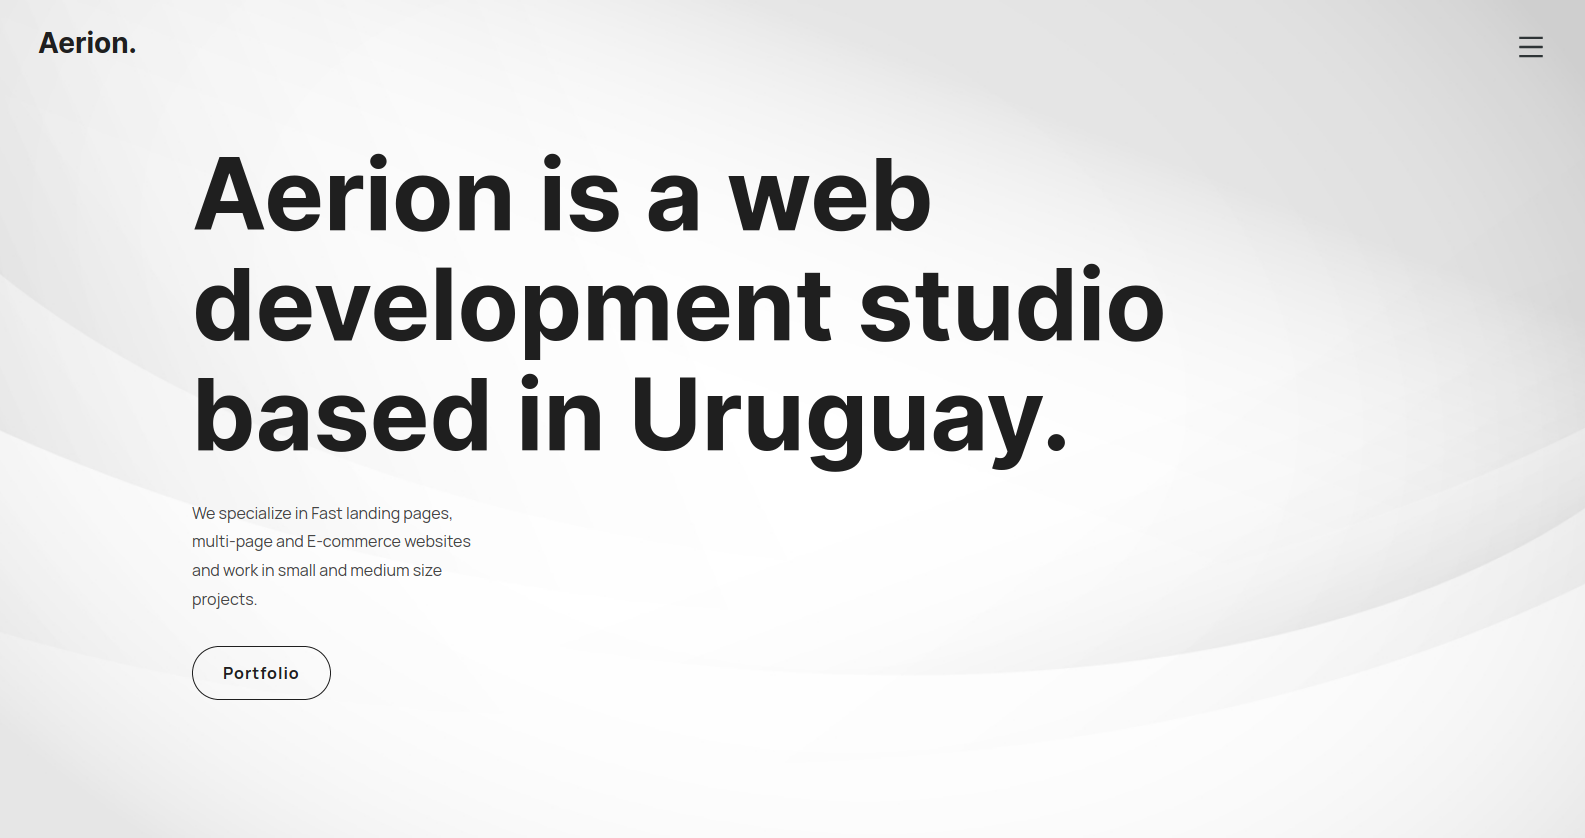 Aerion.
Aerion is a web
development studio
based in Uruguay.
We specialize in Fast landing pages,
multi-page and E-commerce websites
and work in small and medium size
projects.
Portfolio